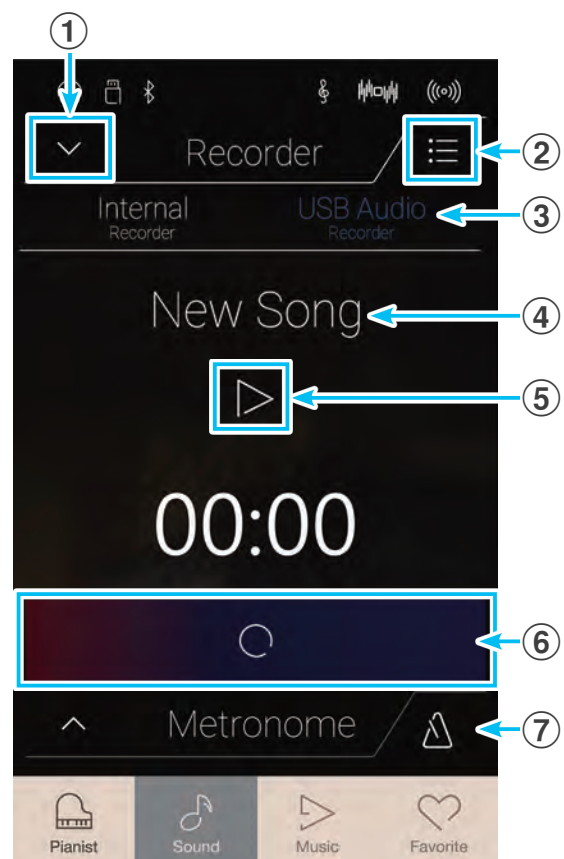 ①
Recorder
②
Internal
Recorder
USB Audio
Recorder
③
New Song
④
⑤
00:00
⑥
Metronome
⑦
Pianist
Sound
Music
Favorite